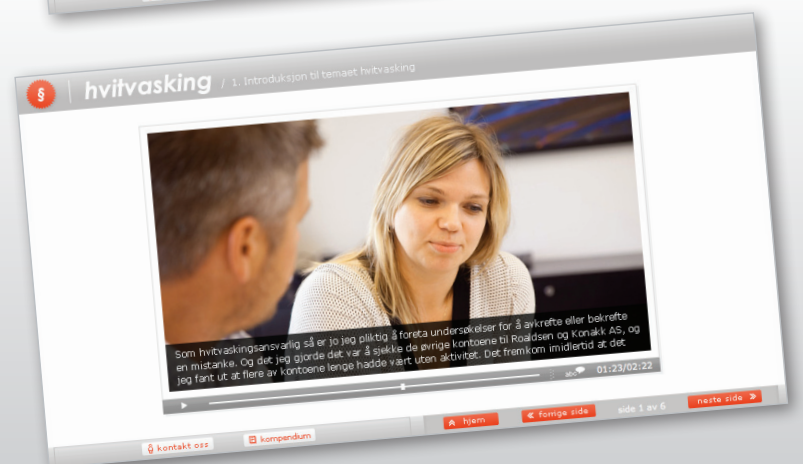 § hvitvasking / 1. Introduksjon til temaet hvitvasking
Som hvitvaskingsansvarlig så er jo jeg pliktig å foreta undersøkelser for å avkrefte eller bekrefte
en mistanke. Og det jeg gjorde det var å sjekke de øvrige kontoene til Roaldsen og Konakk AS, og
jeg fant ut at flere av kontoene lenge hadde vært uten aktivitet. Det fremkom imidlertid at det
abc 01:23/02:22
kontakt oss kompendium hjem forrige side side 1 av 6 neste side